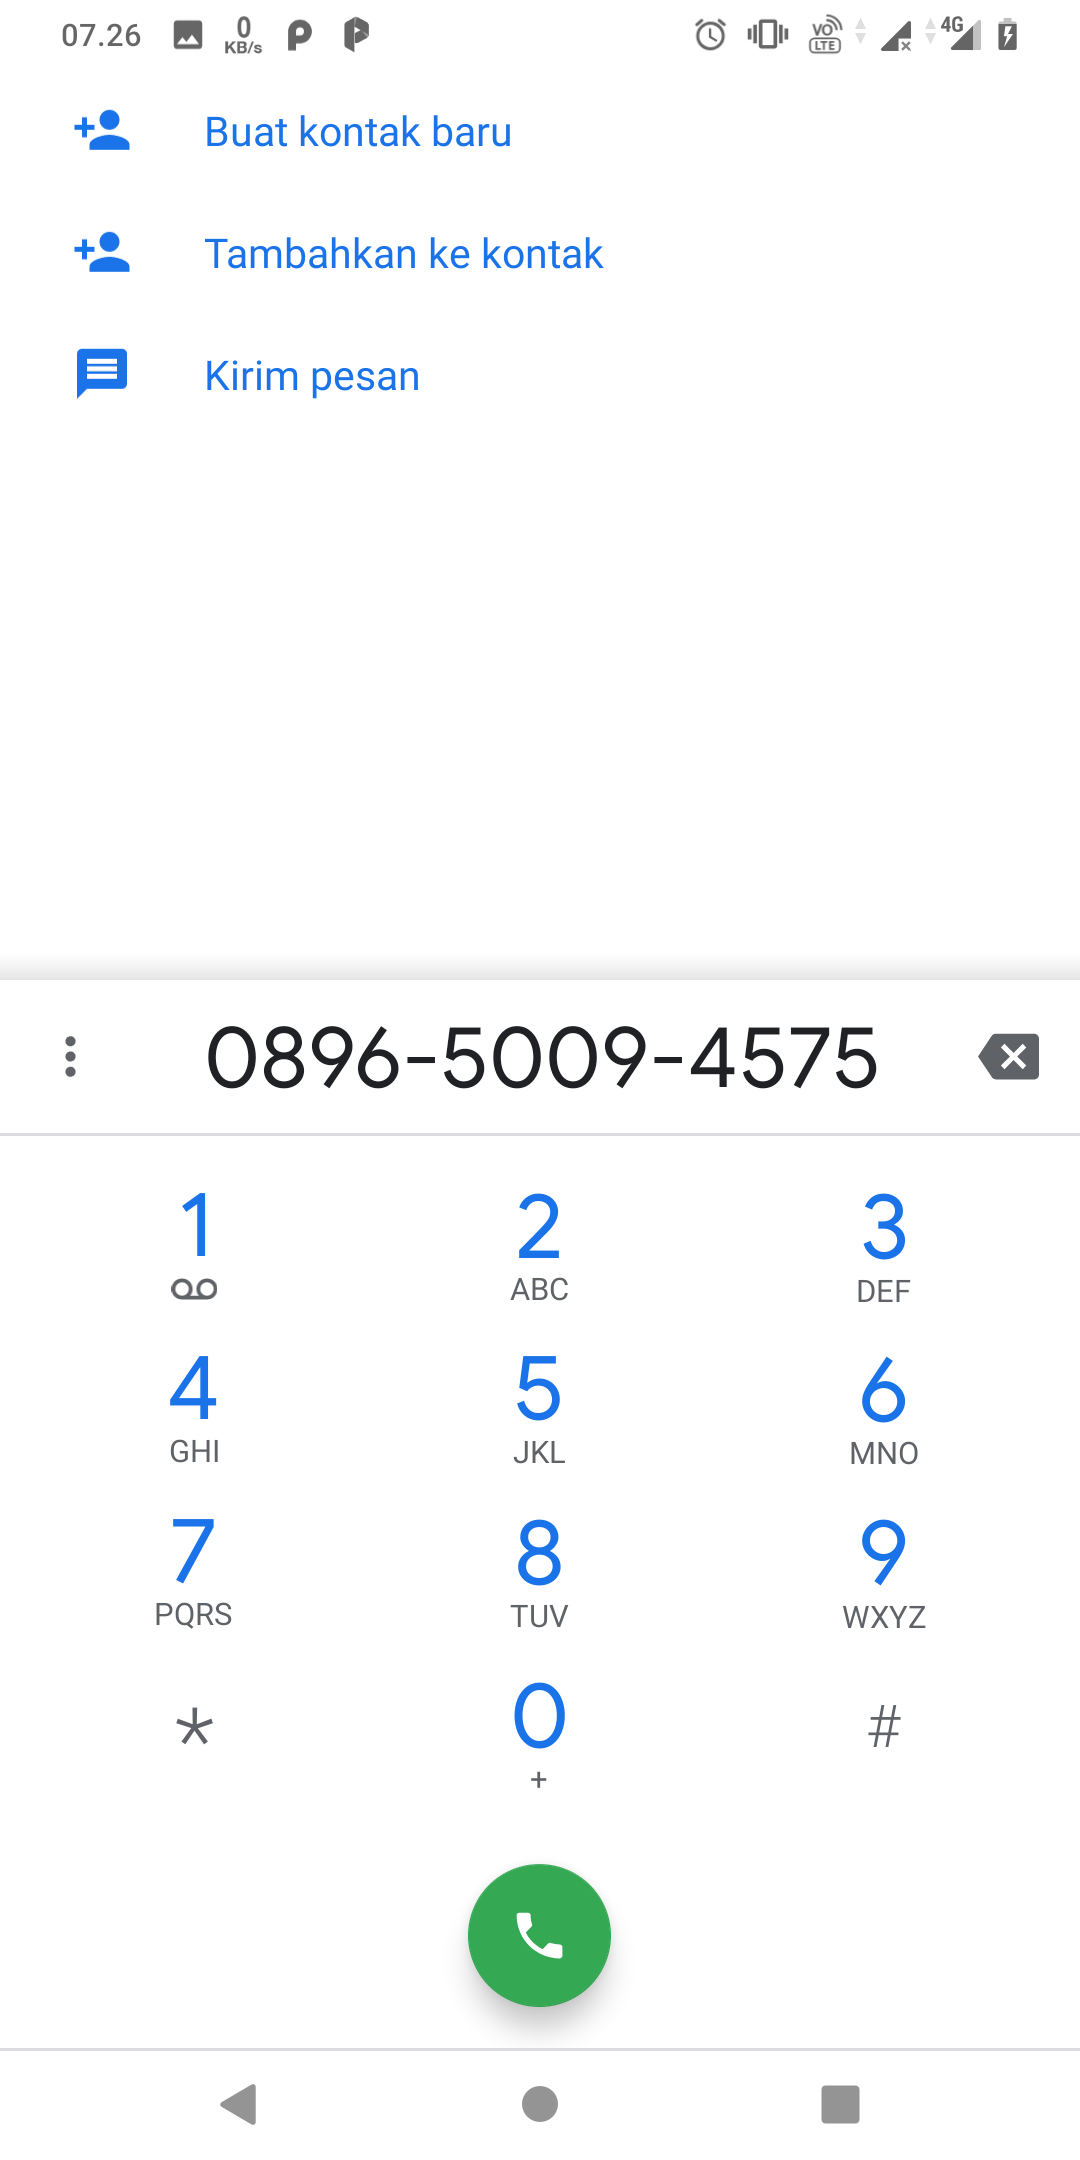 07.26 0 KB/s VO LTE 4G
Buat kontak baru
Tambahkan ke kontak
Kirim pesan
0896-5009-4575
1 2 3
ABC DEF
4 5 6
GHI JKL MNO
7 8 9
PQRS TUV WXYZ
* 0 #
+